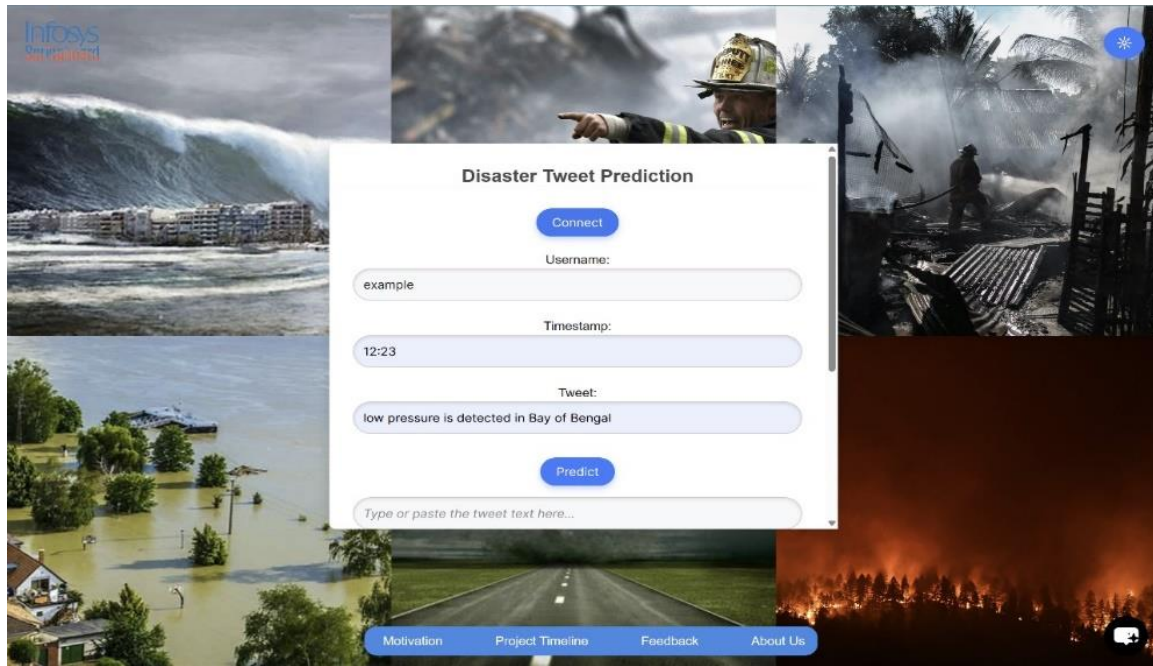 Infosys
Disaster Tweet Prediction
Connect
Username:
example
Timestamp:
12:23
Tweet:
low pressure is detected in Bay of Bengal
Predict
Type or paste the tweet text here...
Motivation
Project Timeline
Feedback
About Us